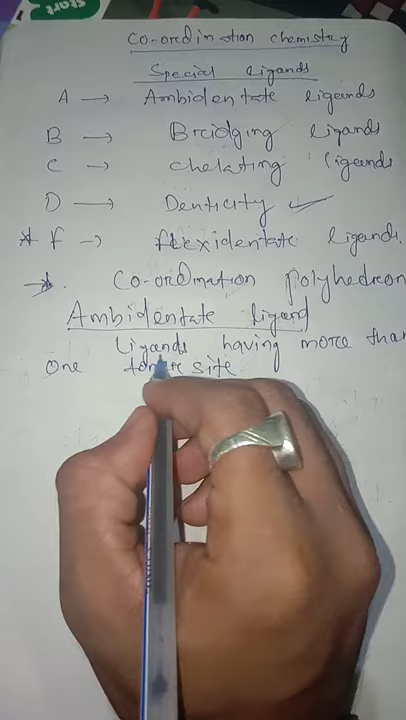 start
Co-ordination chemistry
Special ligands
A → Ambidentate ligands
B → Bridging ligands
C → chelating ligands
D → Denticity ✓
* F → flexidentate ligands.
* . Co-ordination polyhedron
Ambidentate ligand
Ligands having more than
One site